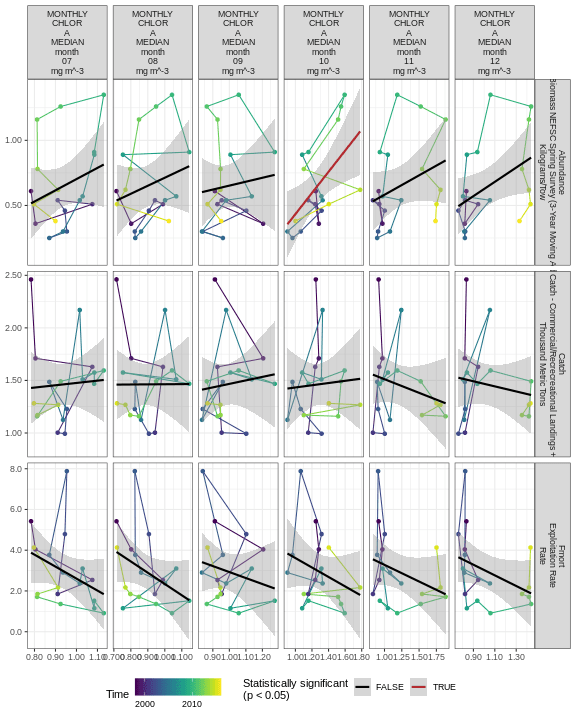 MONTHLY
CHLOR
A
MEDIAN
month
07
mg m^-3
MONTHLY
CHLOR
A
MEDIAN
month
08
mg m^-3
MONTHLY
CHLOR
A
MEDIAN
month
09
mg m^-3
MONTHLY
CHLOR
A
MEDIAN
month
10
mg m^-3
MONTHLY
CHLOR
A
MEDIAN
month
11
mg m^-3
MONTHLY
CHLOR
A
MEDIAN
month
12
mg m^-3
1.00
0.50
Abundance
Biomass NEFSC Spring Survey (3-Year Moving
Kilograms/Tow
2.50
2.00
1.50
1.00
Catch
Catch - Commercial/Recreational Landings +
Thousand Metric Tons
8.0
6.0
4.0
2.0
0.0
Fmort
Exploitation Rate
Rate
0.80 0.90 1.00 1.10
0.700 0.800 0.900 1.000 1.100
0.90 1.00 1.10 1.20
1.00 1.20 1.40 1.60 1.80
1.00 1.25 1.50 1.75
0.90 1.10 1.30
Time
2000 2010
Statistically significant
(p < 0.05)
FALSE
TRUE